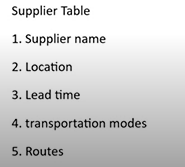 Supplier Table
1. Supplier name
2. Location
3. Lead time
4. transportation modes
5. Routes